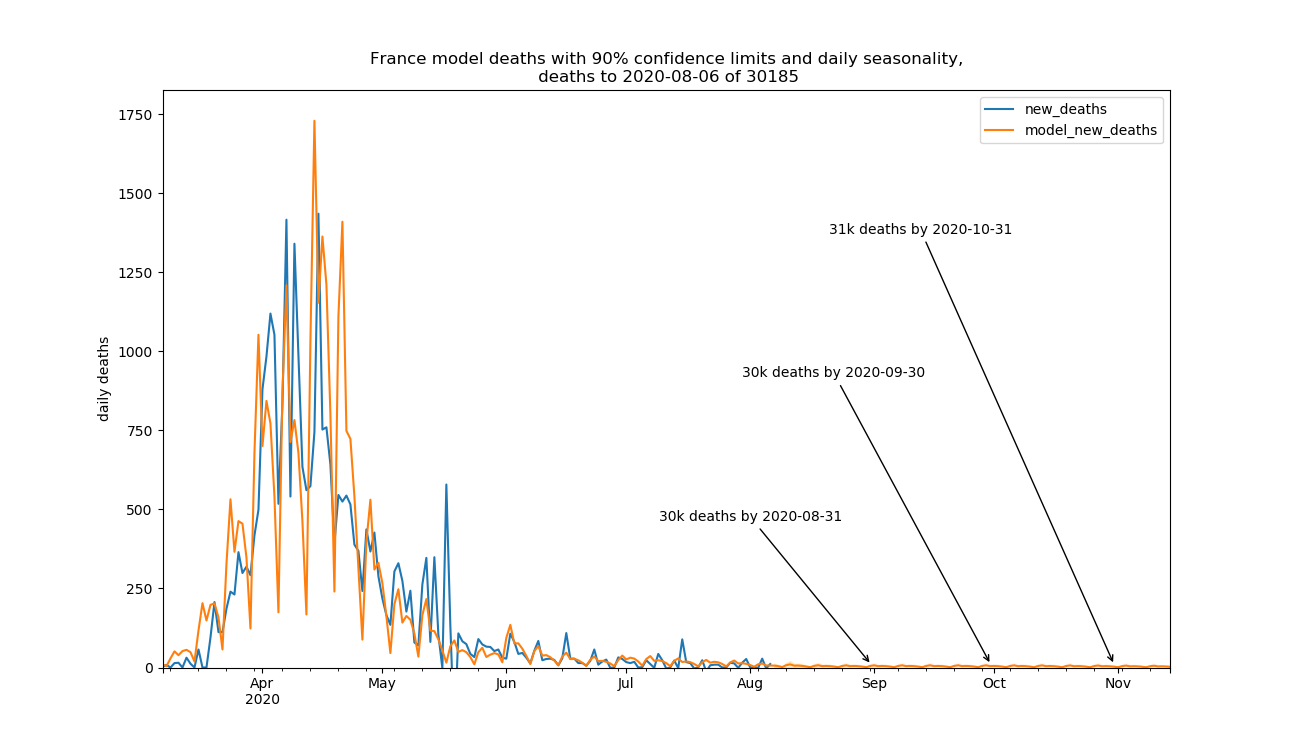 France model deaths with 90% confidence limits and daily seasonality,
deaths to 2020-08-06 of 30185
new_deaths
model_new_deaths
1750
1500
1250
1000
750
500
250
0
daily deaths
31k deaths by 2020-10-31
30k deaths by 2020-09-30
30k deaths by 2020-08-31
Apr
2020
May
Jun
Jul
Aug
Sep
Oct
Nov